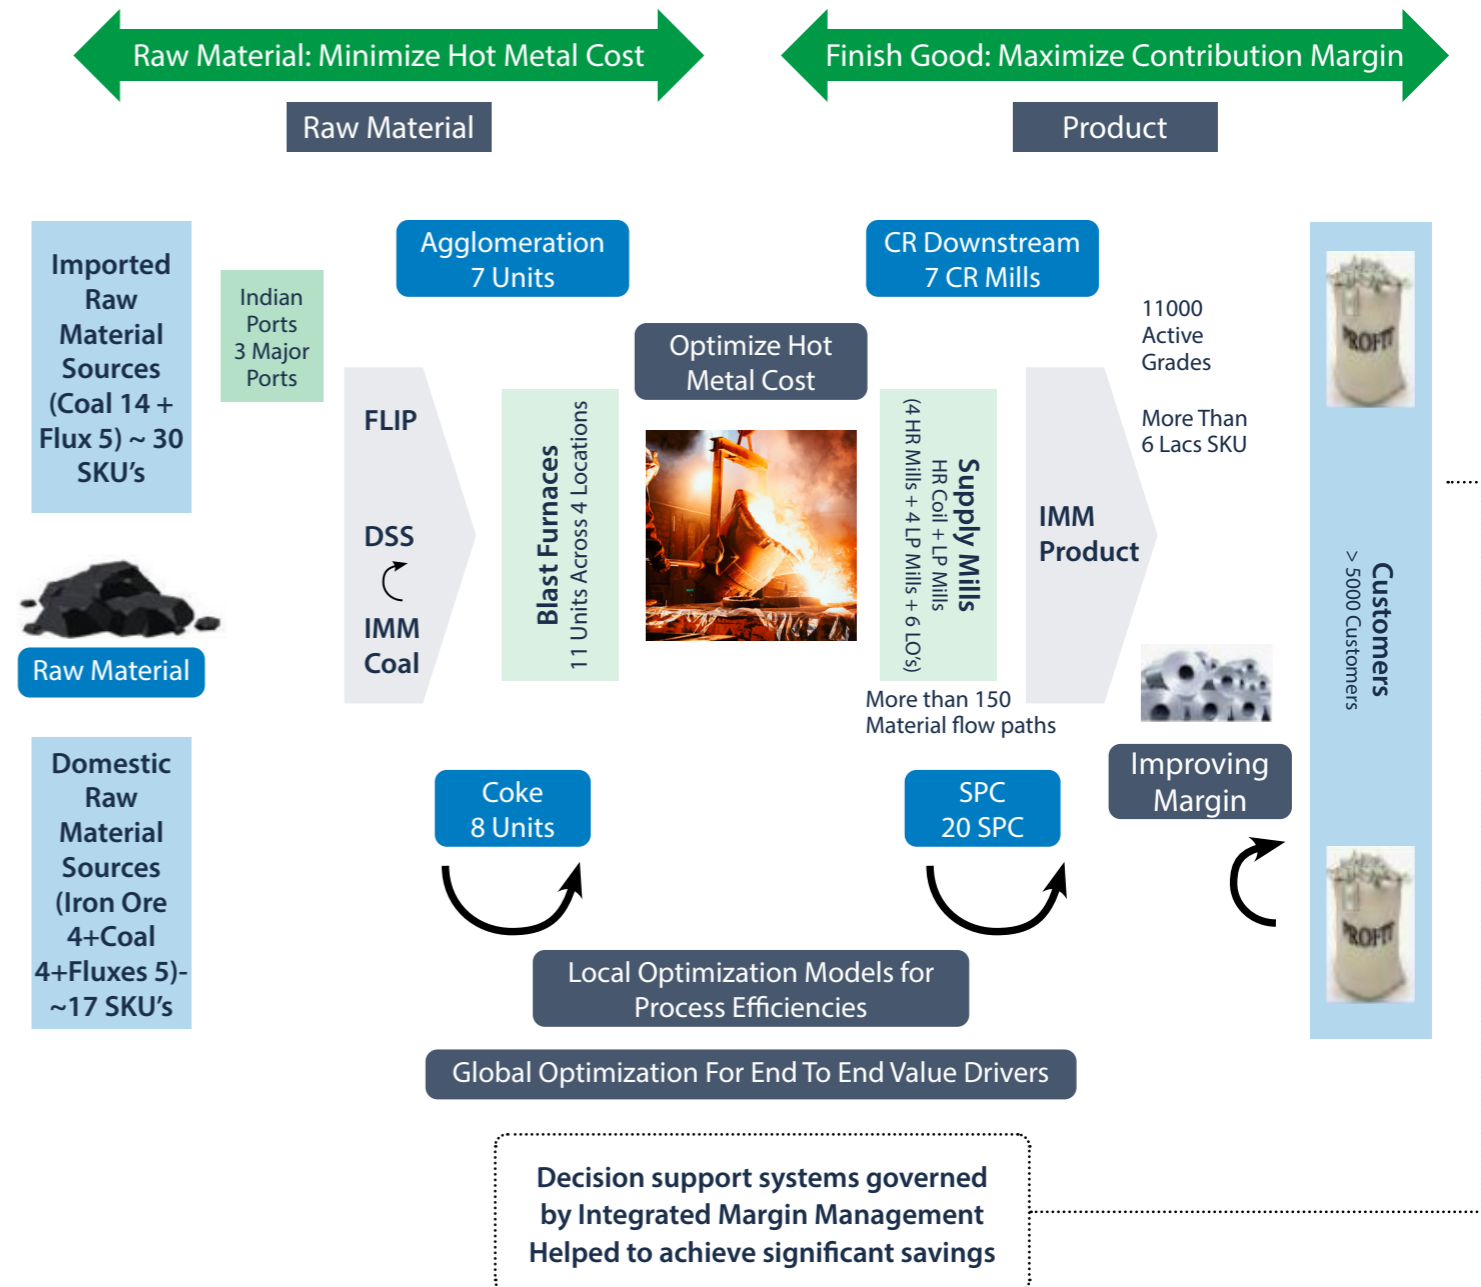 Raw Material: Minimize Hot Metal Cost
Finish Good: Maximize Contribution Margin
Raw Material
Product
Imported
Raw
Material
Sources
(Coal 14 +
Flux 5) ~ 30
SKU's
Indian
Ports
3 Major
Ports
Agglomeration
7 Units
CR Downstream
7 CR Mills
Optimize Hot
Metal Cost
11000
Active
Grades
More Than
6 Lacs SKU
PROFIT
FLIP
DSS
IMM
Coal
Blast Furnaces
11 Units Across 4 Locations
Supply Mills
HR Coil + LP Mills
(4 HR Mills + 4 LP Mills + 6 LO's)
IMM
Product
Customers
> 5000 Customers
Raw Material
More than 150
Material flow paths
Domestic
Raw
Material
Sources
(Iron Ore
4+Coal
4+Fluxes 5)-
~17 SKU's
Coke
8 Units
SPC
20 SPC
Improving
Margin
PROFIT
Local Optimization Models for
Process Efficiencies
Global Optimization For End To End Value Drivers
Decision support systems governed
by Integrated Margin Management
Helped to achieve significant savings